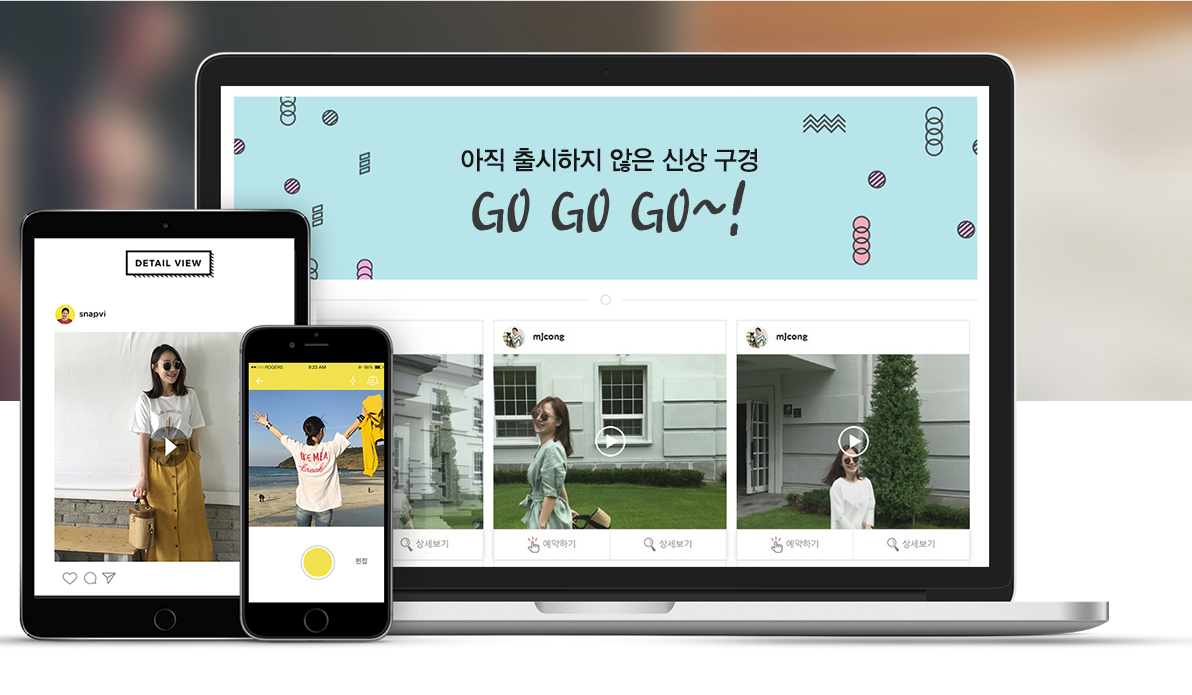 아직 출시하지 않은 신상 구경
GO GO GO~!
DETAIL VIEW
snapvi
ROGERS
9:23 AM
66%
편집
상세보기
mjcong
예약하기
상세보기
mjcong
예약하기
상세보기